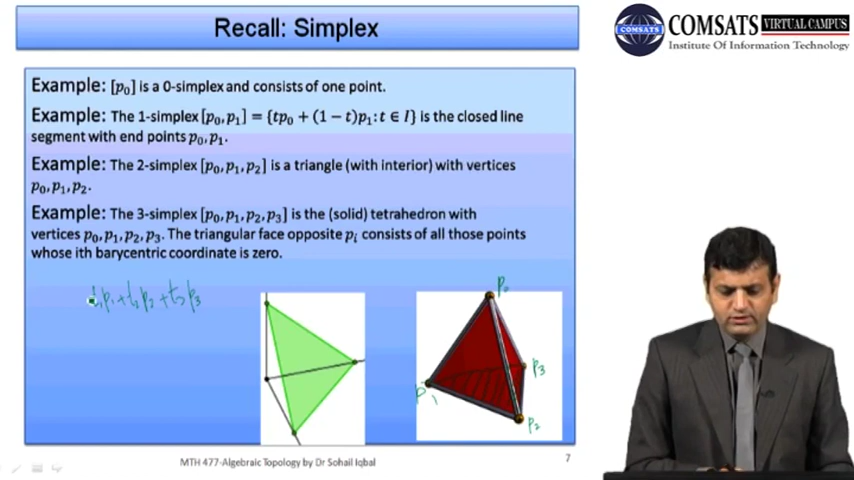 Recall: Simplex
COMSATS VIRTUAL CAMPUS
Institute Of Information Technology
COMSATS
Example: [p₀] is a 0-simplex and consists of one point.
Example: The 1-simplex [p₀, p₁] = {tp₀ + (1 − t)p₁: t ∈ I} is the closed line
segment with end points p₀, p₁.
Example: The 2-simplex [p₀, p₁, p₂] is a triangle (with interior) with vertices
p₀, p₁, p₂.
Example: The 3-simplex [p₀, p₁, p₂, p₃] is the (solid) tetrahedron with
vertices p₀, p₁, p₂, p₃. The triangular face opposite pᵢ consists of all those points
whose ith barycentric coordinate is zero.
t₁p₁ + t₂p₂ + t₃p₃
p₀
p₃
p₁
p₂
MTH 477-Algebraic Topology by Dr Sohail Iqbal
7